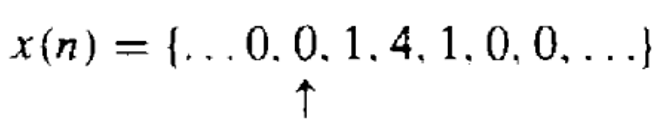 x(n) = {. . . 0, 0, 1, 4, 1, 0, 0, . . .}
↑